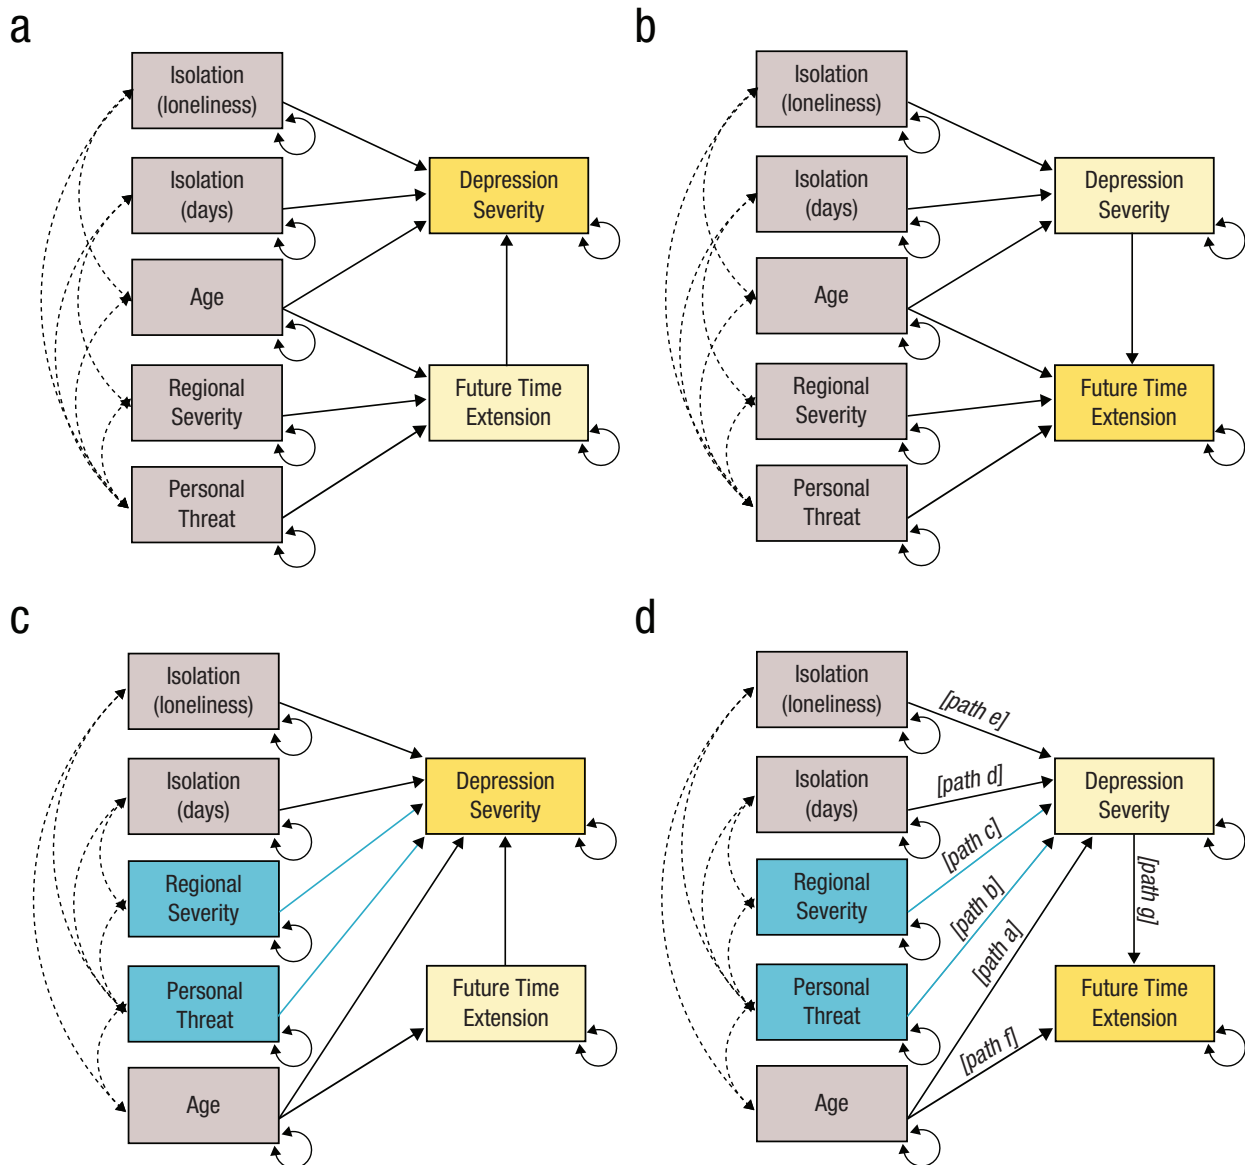 a
Isolation
(loneliness)
Isolation
(days)
Age
Regional
Severity
Personal
Threat
Depression
Severity
Future Time
Extension
b
Isolation
(loneliness)
Isolation
(days)
Age
Regional
Severity
Personal
Threat
Depression
Severity
Future Time
Extension
c
Isolation
(loneliness)
Isolation
(days)
Regional
Severity
Personal
Threat
Age
Depression
Severity
Future Time
Extension
d
Isolation
(loneliness)
Isolation
(days)
Regional
Severity
Personal
Threat
Age
[path e]
[path d]
[path c]
[path b]
[path a]
[path f]
Depression
Severity
[path g]
Future Time
Extension